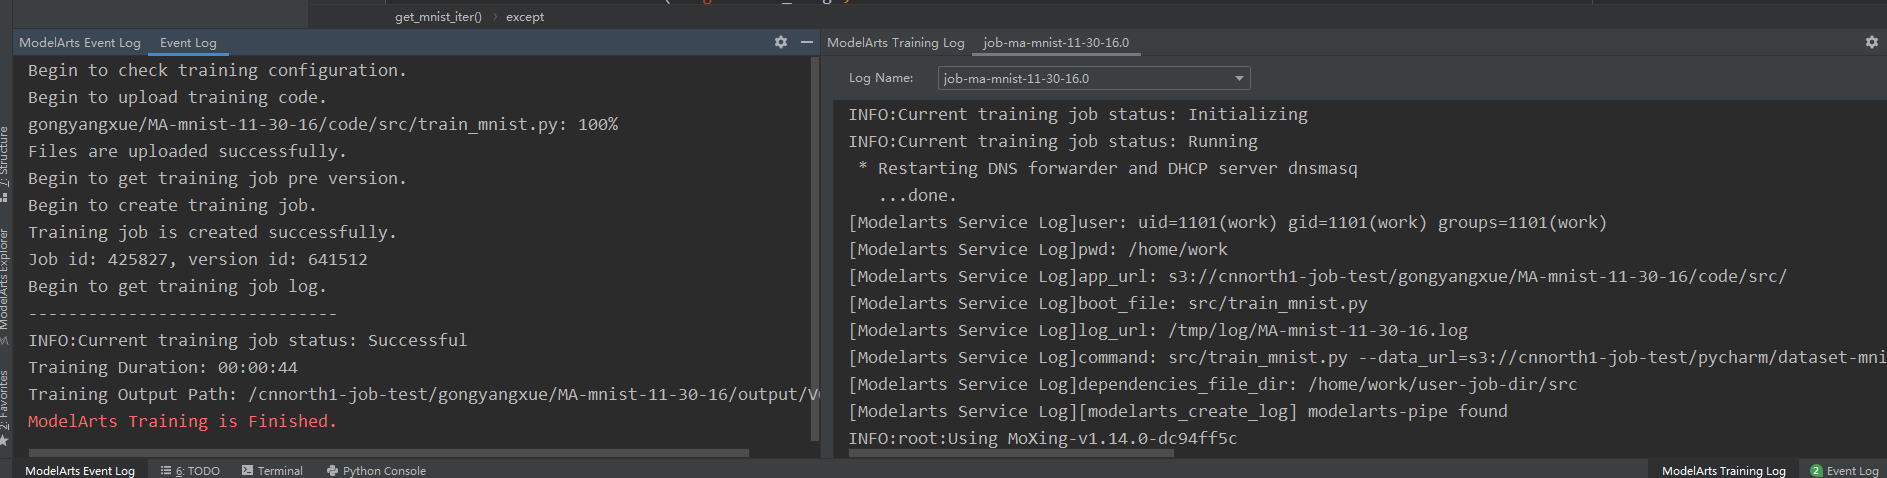 get_mnist_iter() › except
ModelArts Event Log Event Log
Begin to check training configuration.
Begin to upload training code.
gongyangxue/MA-mnist-11-30-16/code/src/train_mnist.py: 100%
Files are uploaded successfully.
Begin to get training job pre version.
Begin to create training job.
Training job is created successfully.
Job id: 425827, version id: 641512
Begin to get training job log.
-------------------------------
INFO:Current training job status: Successful
Training Duration: 00:00:44
Training Output Path: /cnnorth1-job-test/gongyangxue/MA-mnist-11-30-16/output/V
ModelArts Training is Finished.
ModelArts Training Log job-ma-mnist-11-30-16.0
Log Name: job-ma-mnist-11-30-16.0
INFO:Current training job status: Initializing
INFO:Current training job status: Running
* Restarting DNS forwarder and DHCP server dnsmasq
...done.
[Modelarts Service Log]user: uid=1101(work) gid=1101(work) groups=1101(work)
[Modelarts Service Log]pwd: /home/work
[Modelarts Service Log]app_url: s3://cnnorth1-job-test/gongyangxue/MA-mnist-11-30-16/code/src/
[Modelarts Service Log]boot_file: src/train_mnist.py
[Modelarts Service Log]log_url: /tmp/log/MA-mnist-11-30-16.log
[Modelarts Service Log]command: src/train_mnist.py --data_url=s3://cnnorth1-job-test/pycharm/dataset-mni
[Modelarts Service Log]dependencies_file_dir: /home/work/user-job-dir/src
[Modelarts Service Log][modelarts_create_log] modelarts-pipe found
INFO:root:Using MoXing-v1.14.0-dc94ff5c
Z: Structure
ModelArts Explorer
2: Favorites
ModelArts Event Log 6: TODO Terminal Python Console ModelArts Training Log 2 Event Log